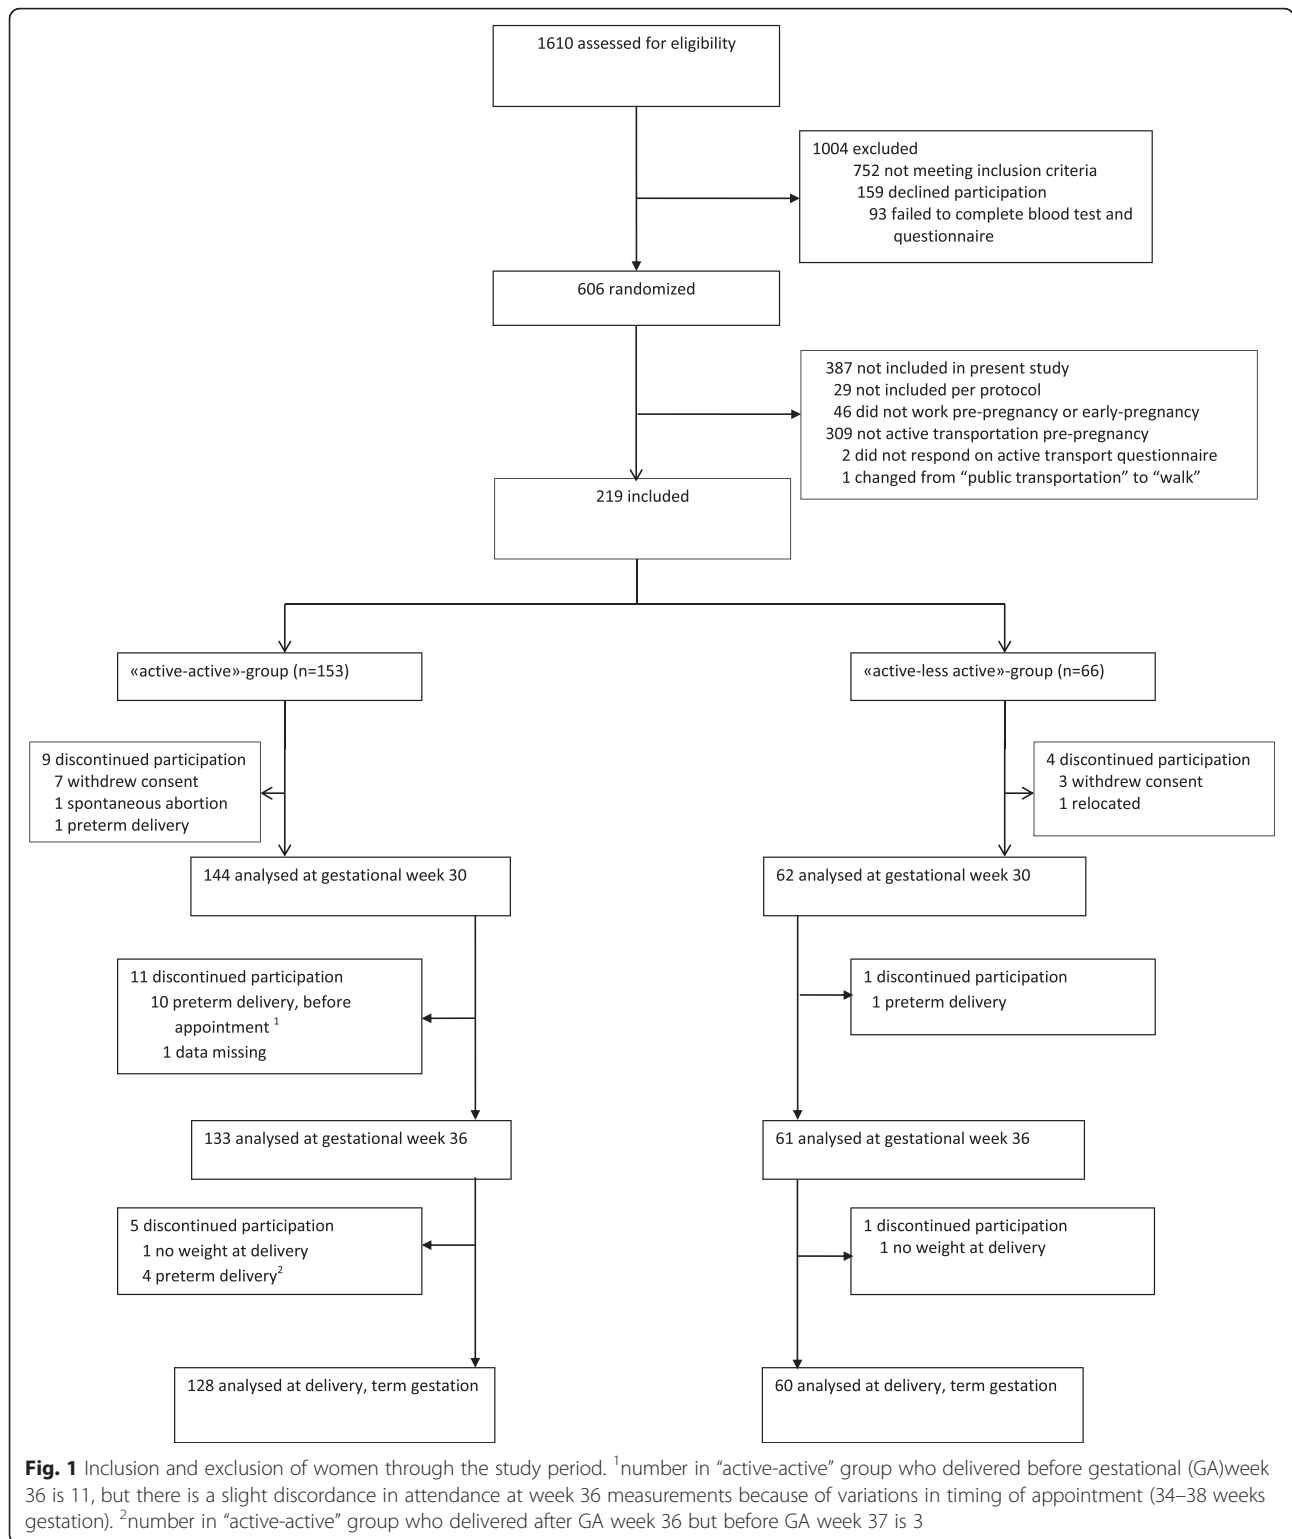 1610 assessed for eligibility
1004 excluded
752 not meeting inclusion criteria
159 declined participation
93 failed to complete blood test and
questionnaire
606 randomized
387 not included in present study
29 not included per protocol
46 did not work pre-pregnancy or early-pregnancy
309 not active transportation pre-pregnancy
2 did not respond on active transport questionnaire
1 changed from “public transportation” to “walk”
219 included
«active-active»-group (n=153)
«active-less active»-group (n=66)
9 discontinued participation
7 withdrew consent
1 spontaneous abortion
1 preterm delivery
4 discontinued participation
3 withdrew consent
1 relocated
144 analysed at gestational week 30
62 analysed at gestational week 30
11 discontinued participation
10 preterm delivery, before
appointment 1
1 data missing
1 discontinued participation
1 preterm delivery
133 analysed at gestational week 36
61 analysed at gestational week 36
5 discontinued participation
1 no weight at delivery
4 preterm delivery2
1 discontinued participation
1 no weight at delivery
128 analysed at delivery, term gestation
60 analysed at delivery, term gestation
Fig. 1 Inclusion and exclusion of women through the study period. 1number in “active-active” group who delivered before gestational (GA)week
36 is 11, but there is a slight discordance in attendance at week 36 measurements because of variations in timing of appointment (34–38 weeks
gestation). 2number in “active-active” group who delivered after GA week 36 but before GA week 37 is 3